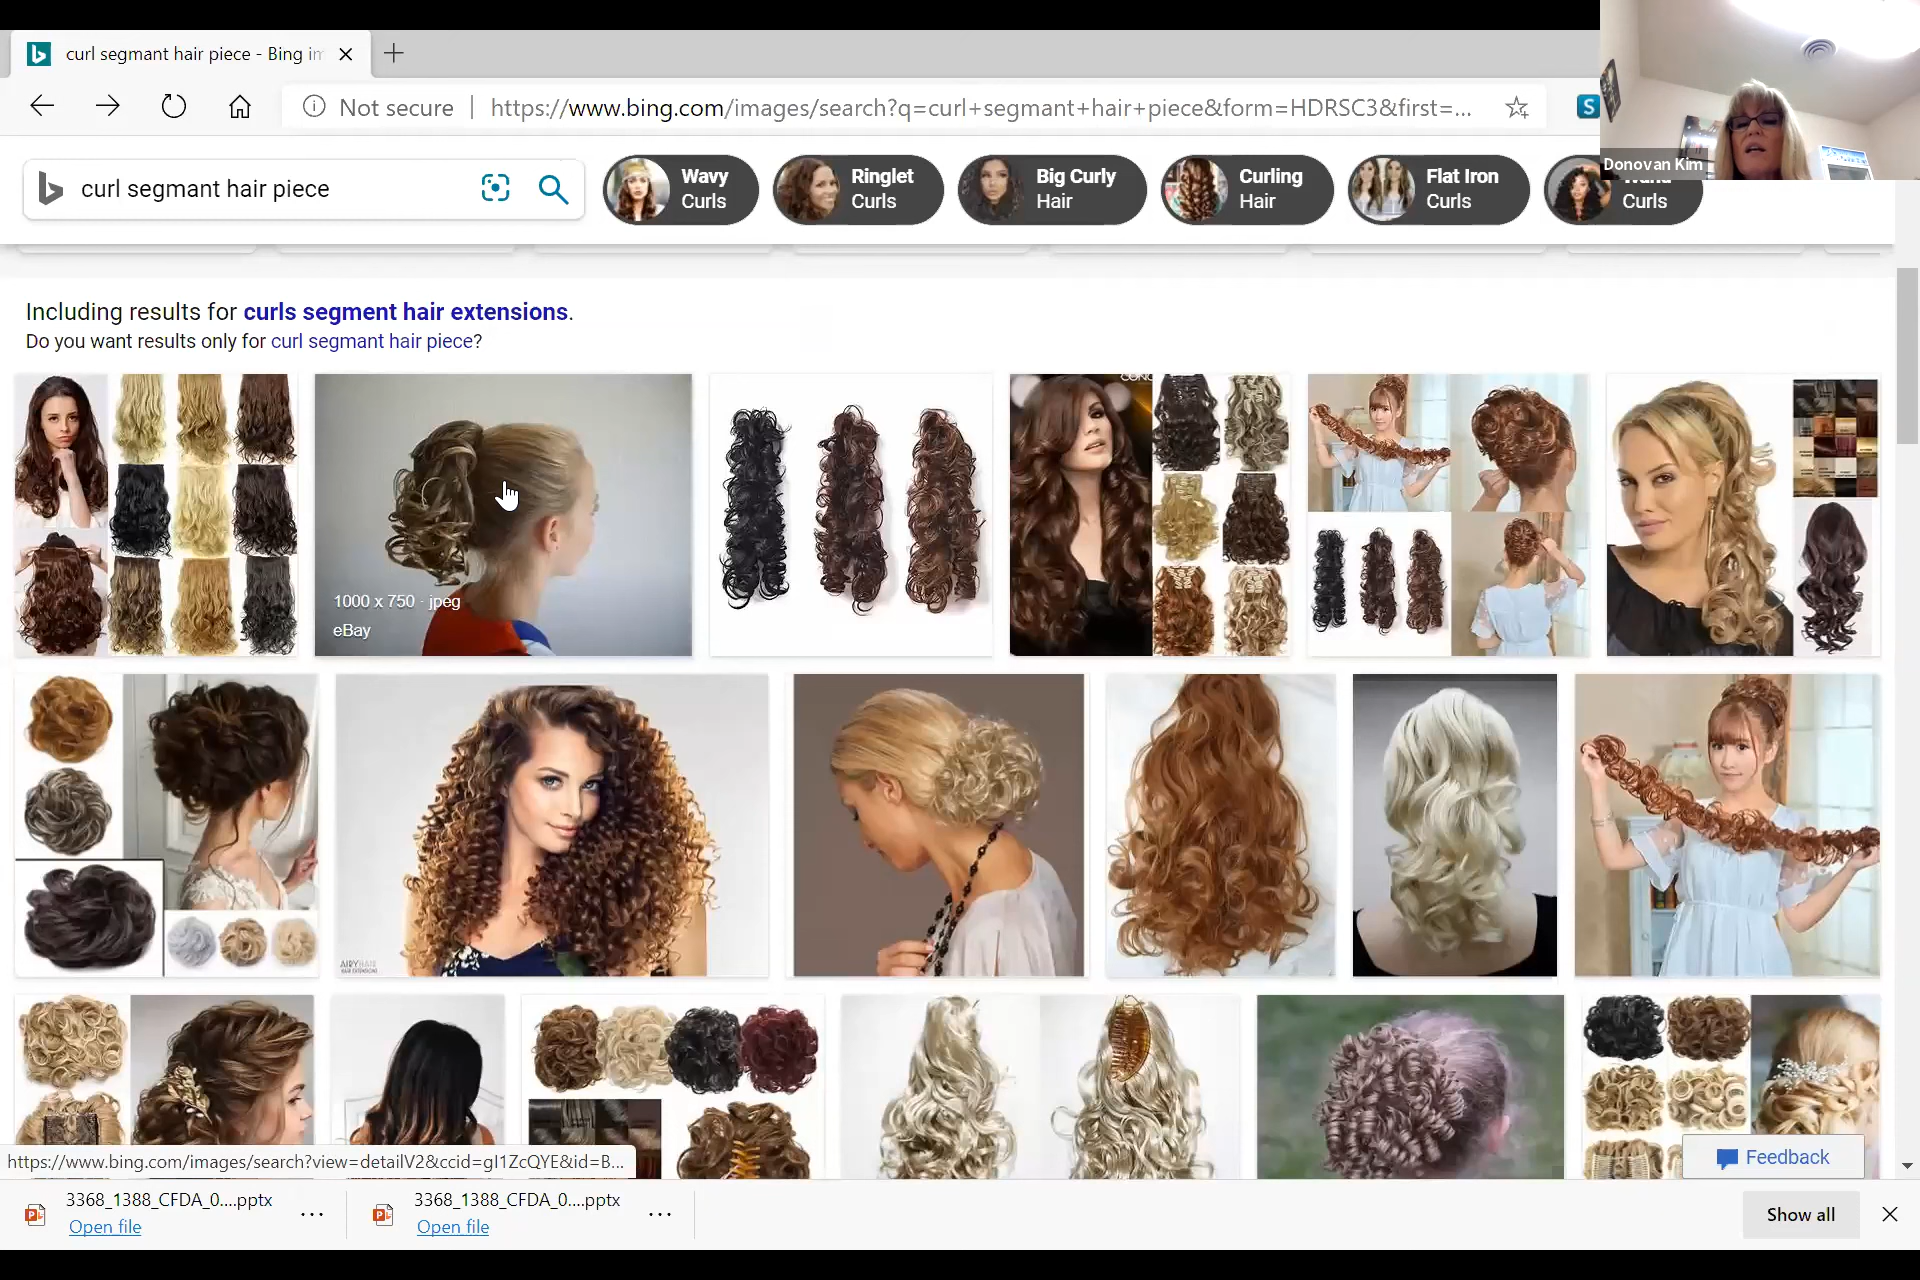 curl segmant hair piece - Bing im
Not secure
https://www.bing.com/images/search?q=curl+segmant+hair+piece&form=HDRSC3&first=...
S
Donovan Kim
curl segmant hair piece
Wavy
Curls
Ringlet
Curls
Big Curly
Hair
Curling
Hair
Flat Iron
Curls
Curls
Including results for curls segment hair extensions.
Do you want results only for curl segmant hair piece?
1000 x 750 · jpeg
eBay
AIRYHAIR
HAIR EXTENSIONS
Feedback
https://www.bing.com/images/search?view=detailV2&ccid=gI1ZcQYE&id=B...
3368_1388_CFDA_0....pptx
Open file
3368_1388_CFDA_0....pptx
Open file
Show all